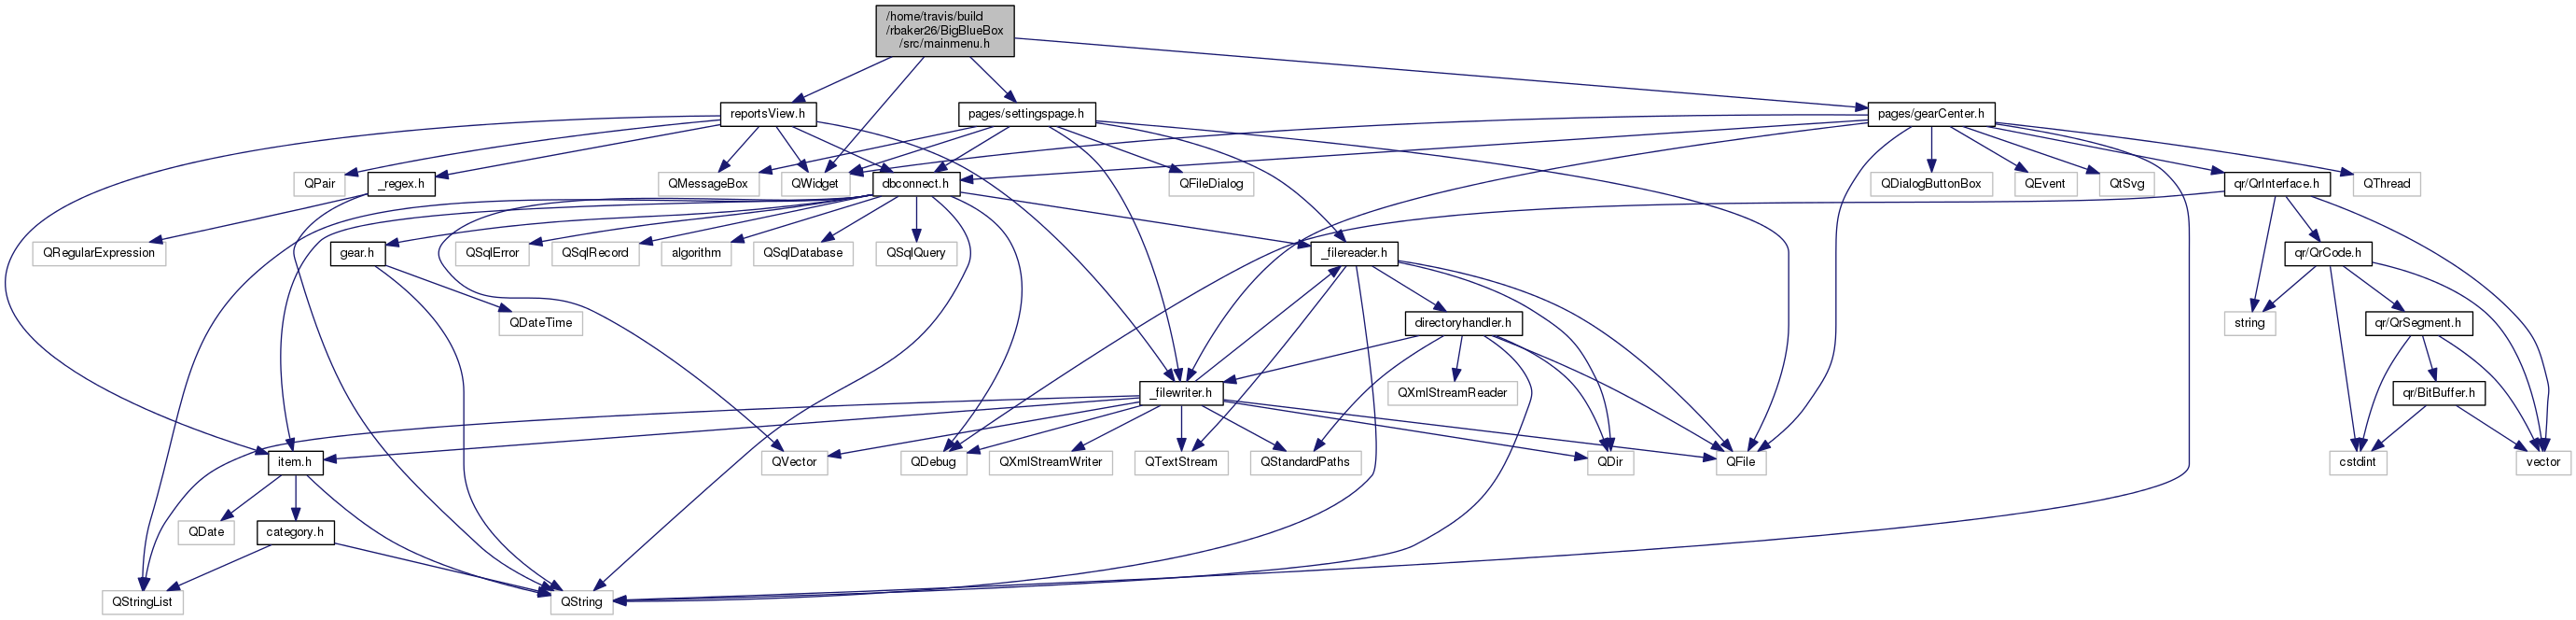 /home/travis/build
/rbaker26/BigBlueBox
/src/mainmenu.h
reportsView.h
pages/settingspage.h
pages/gearCenter.h
QPair
_regex.h
QMessageBox
QWidget
dbconnect.h
QFileDialog
QDialogButtonBox
QEvent
QtSvg
qr/QrInterface.h
QThread
QRegularExpression
gear.h
QSqlError
QSqlRecord
algorithm
QSqlDatabase
QSqlQuery
_filereader.h
qr/QrCode.h
QDateTime
directoryhandler.h
string
qr/QrSegment.h
_filewriter.h
QXmlStreamReader
qr/BitBuffer.h
item.h
QVector
QDebug
QXmlStreamWriter
QTextStream
QStandardPaths
QDir
QFile
cstdint
vector
QDate
category.h
QStringList
QString